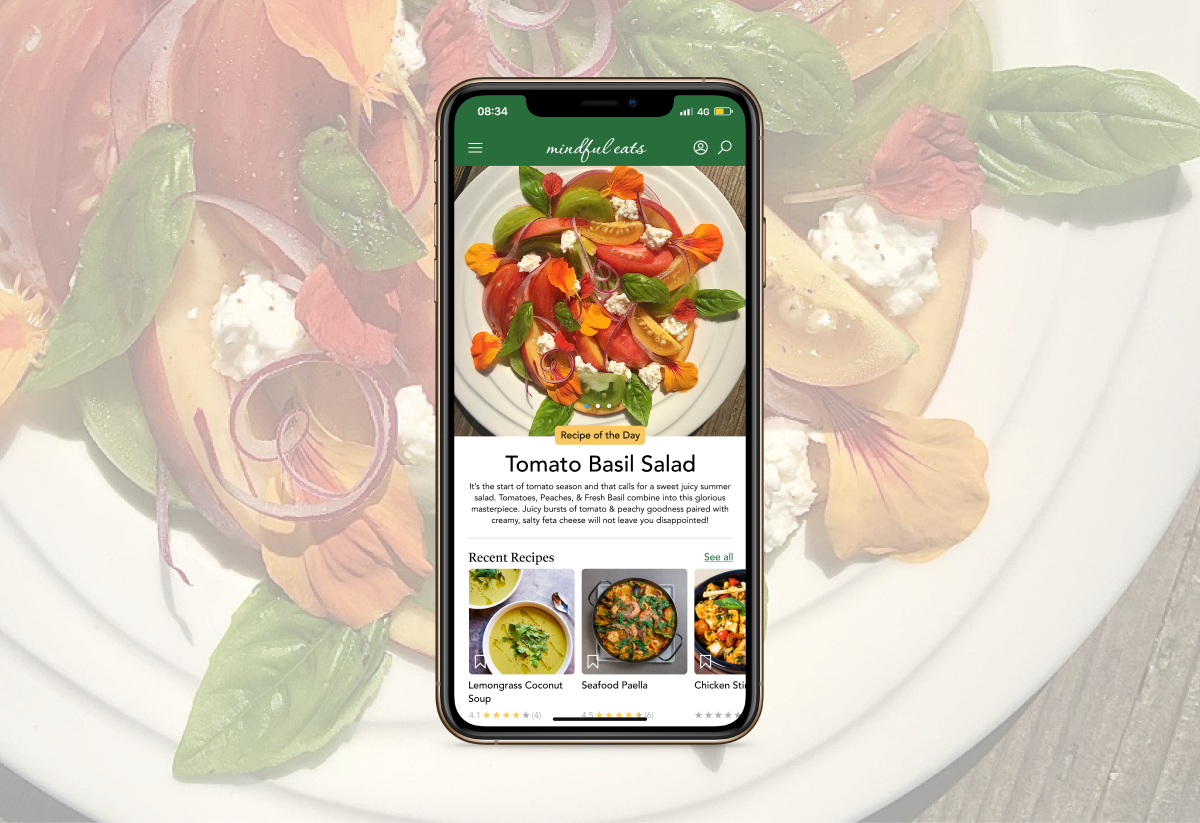 08:34
4G
mindful eats
Recipe of the Day
Tomato Basil Salad
It's the start of tomato season and that calls for a sweet juicy summer
salad. Tomatoes, Peaches, & Fresh Basil combine into this glorious
masterpiece. Juicy bursts of tomato & peachy goodness paired with
creamy, salty feta cheese will not leave you disappointed!
Recent Recipes
See all
Lemongrass Coconut
Soup
Seafood Paella
Chicken
4.1 (4)
4.5 (6)